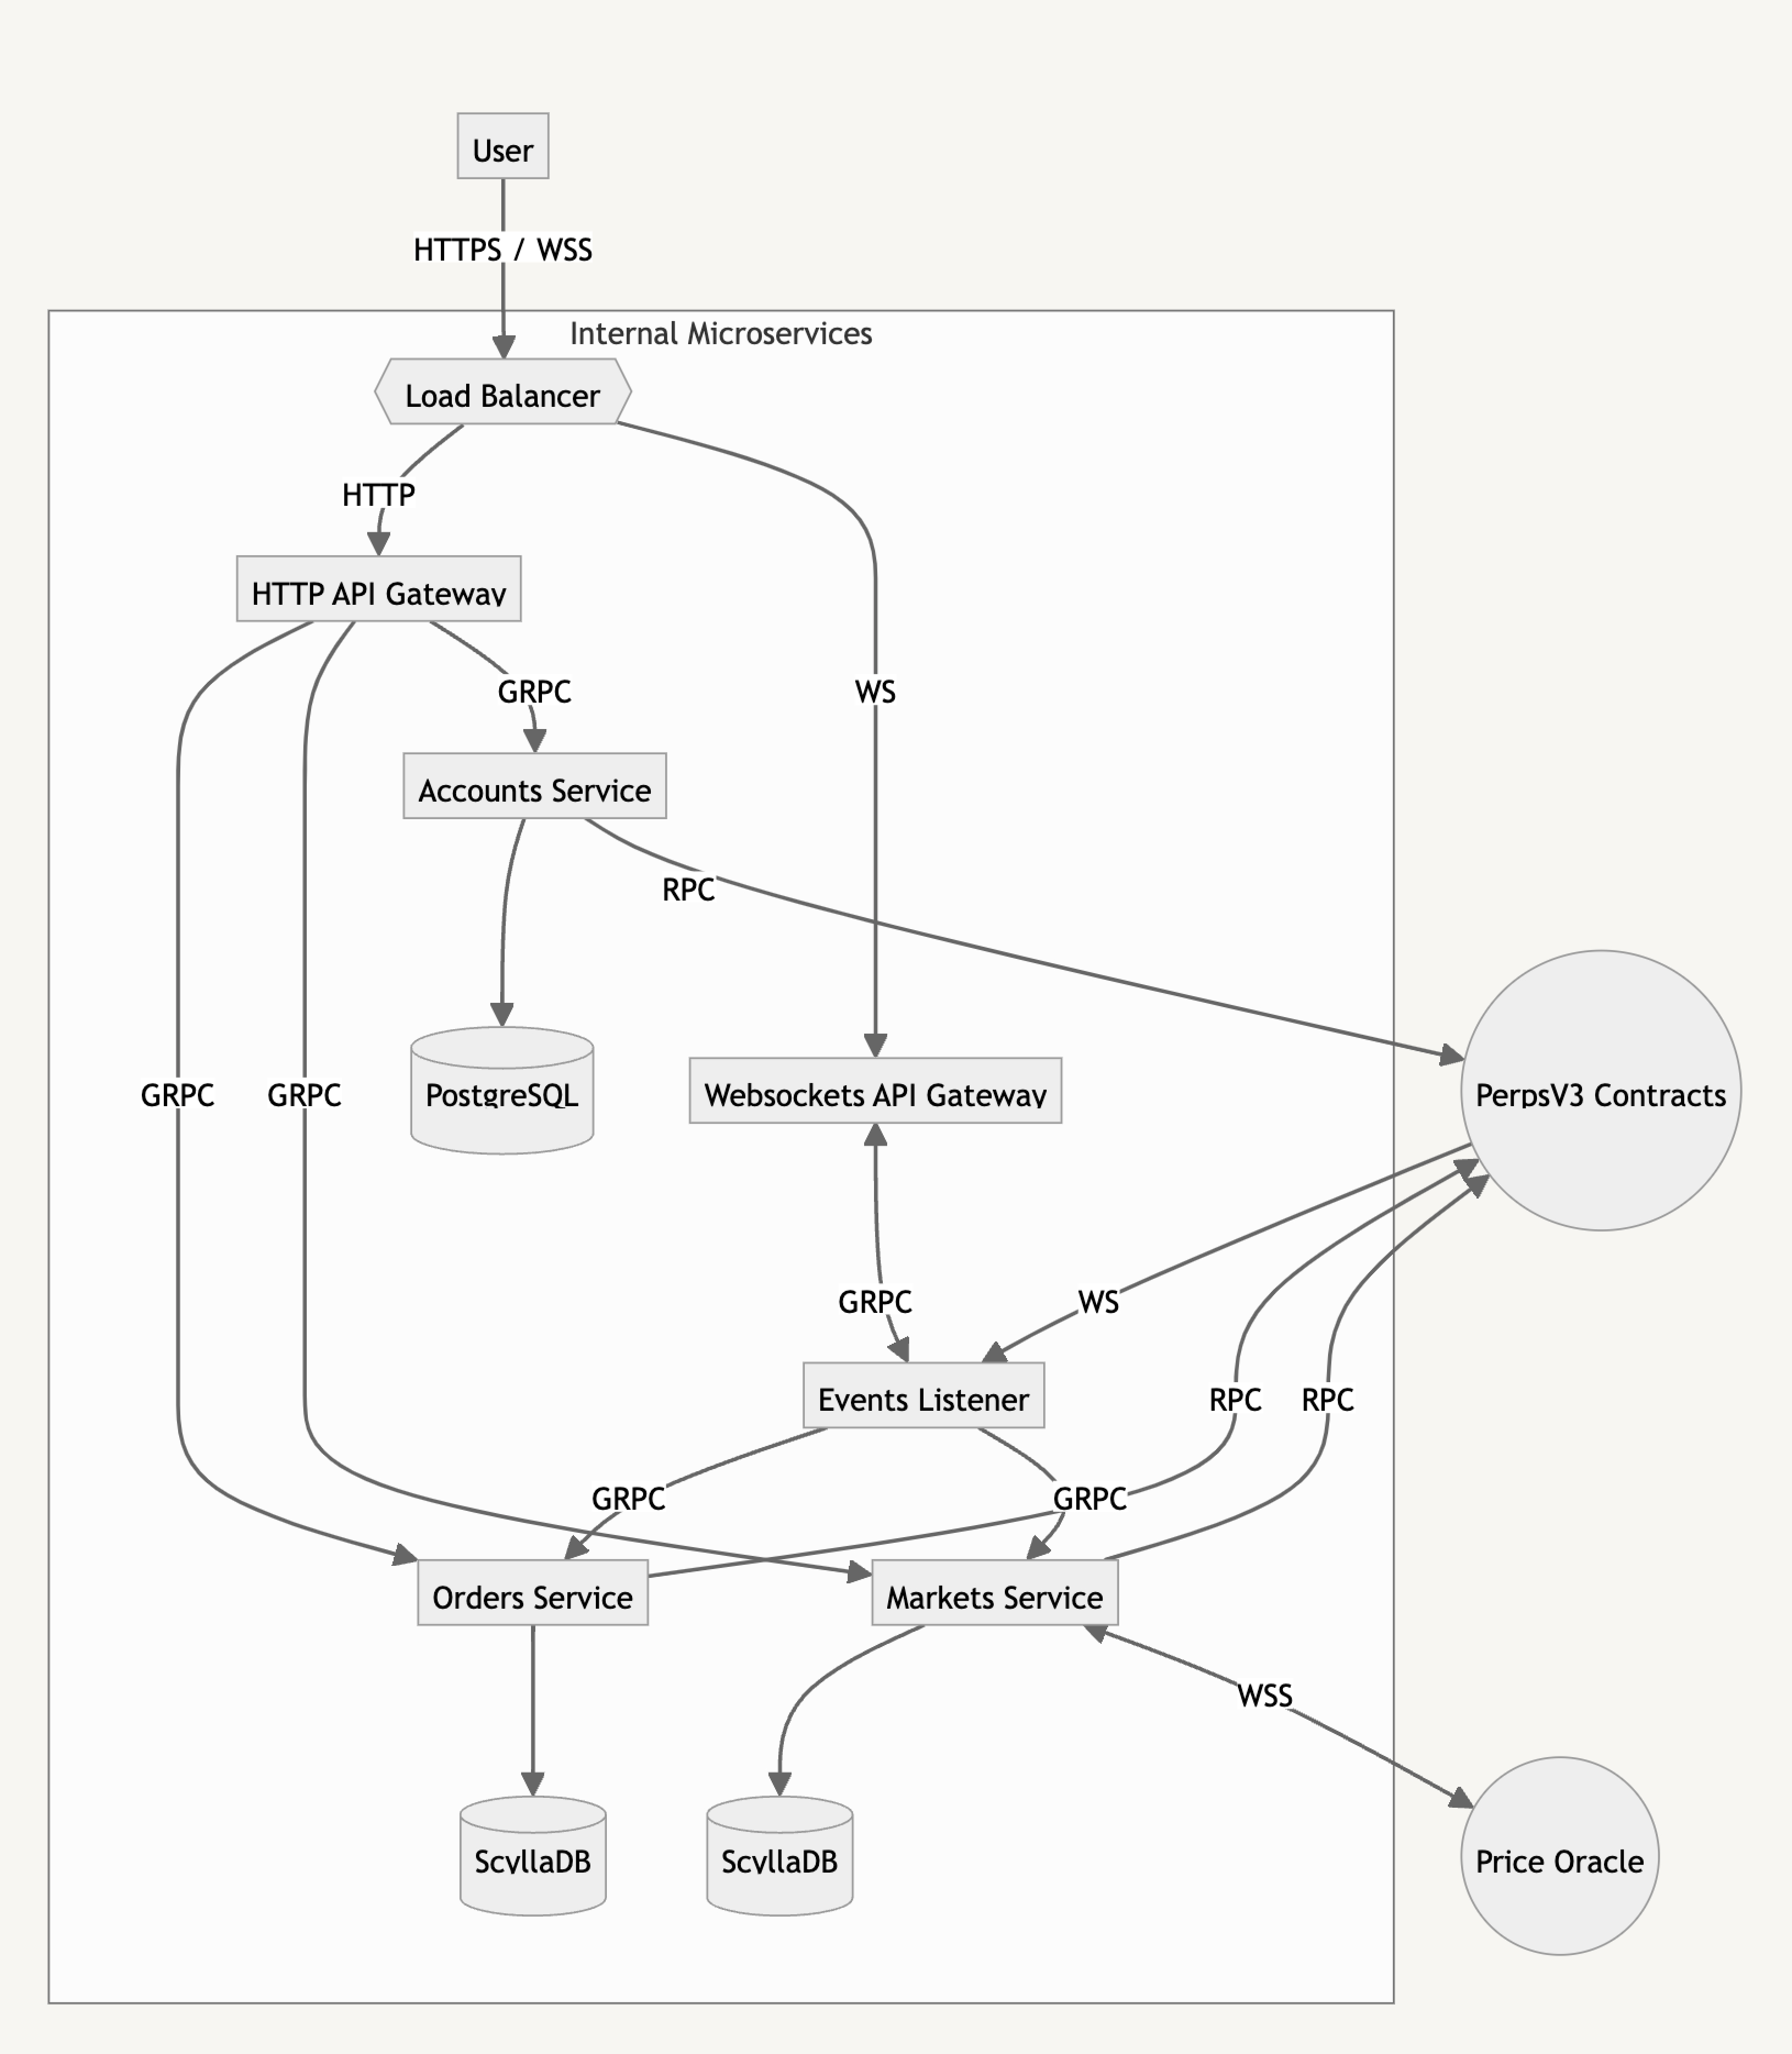 User
HTTPS / WSS
Internal Microservices
Load Balancer
HTTP
HTTP API Gateway
GRPC
WS
Accounts Service
RPC
GRPC
GRPC
PostgreSQL
Websockets API Gateway
PerpsV3 Contracts
GRPC
WS
Events Listener
RPC
RPC
GRPC
GRPC
Orders Service
Markets Service
WSS
ScyllaDB
ScyllaDB
Price Oracle